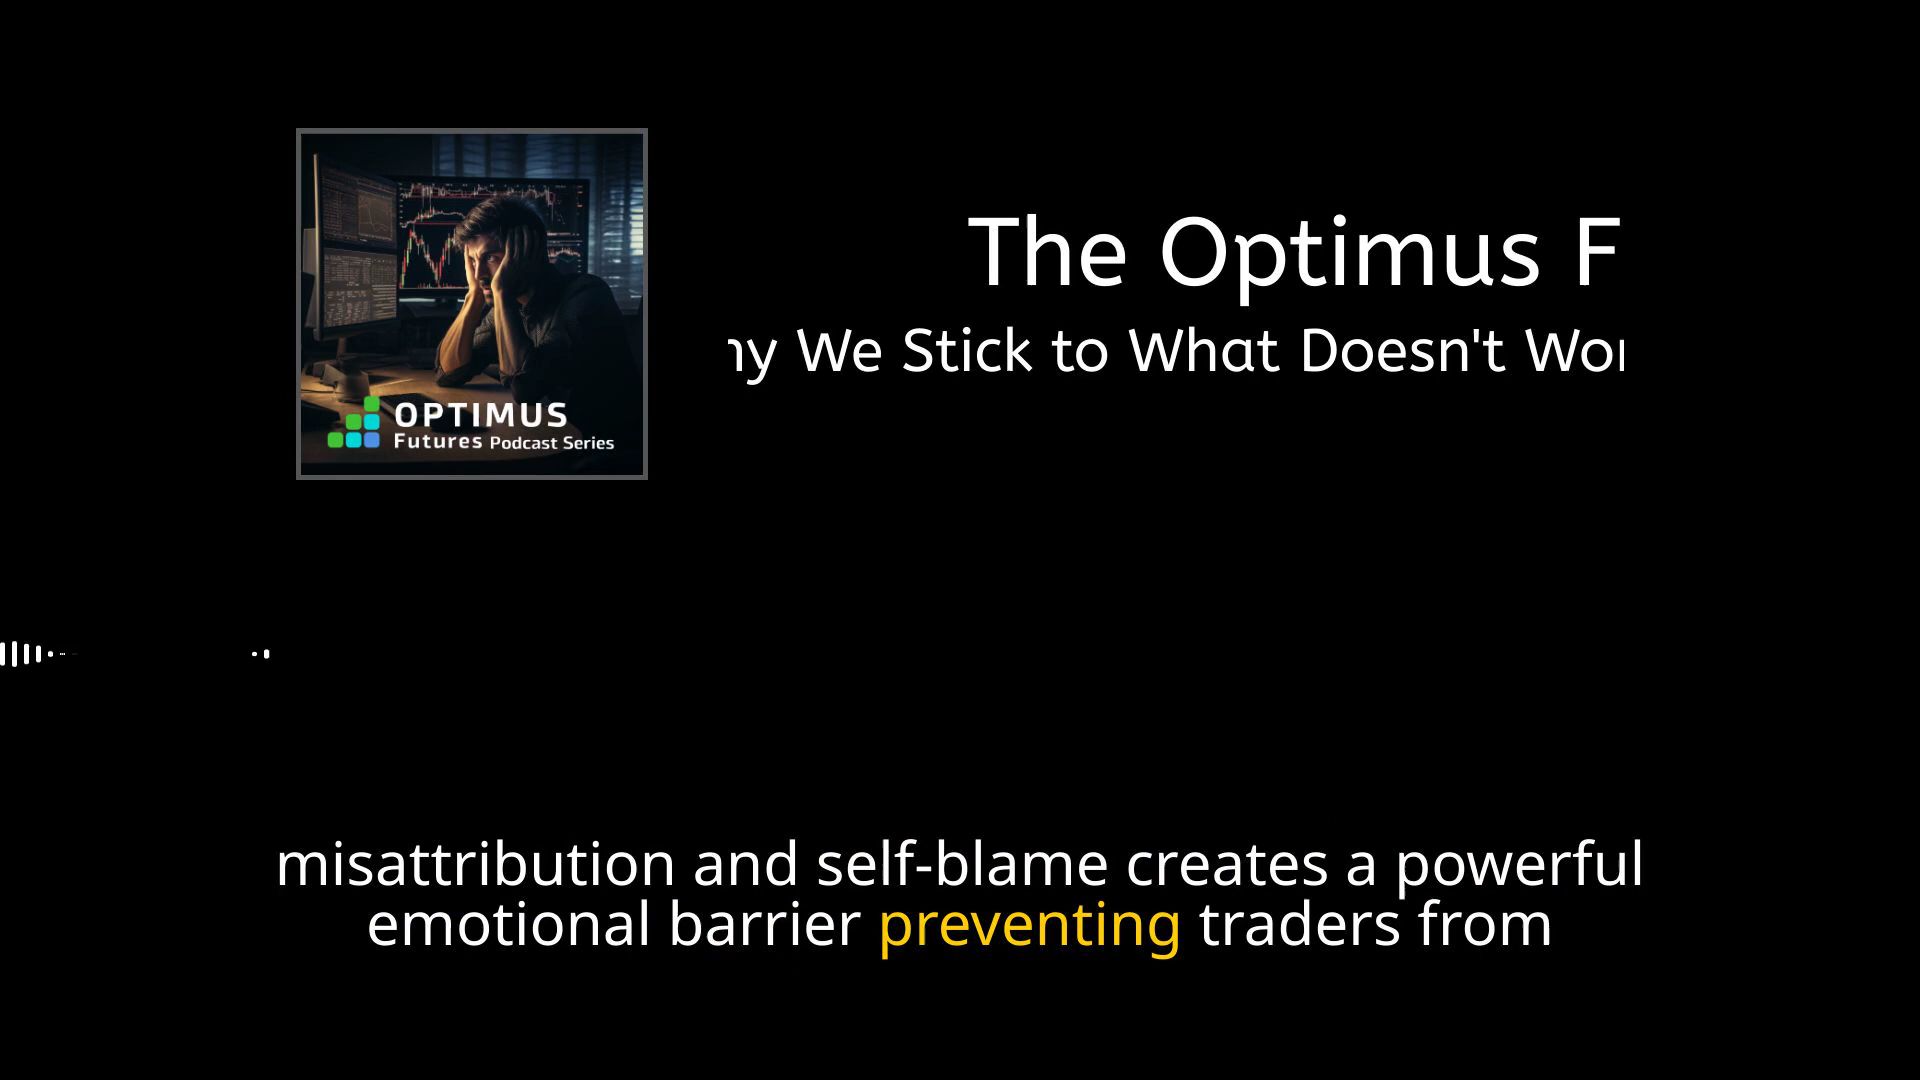 OPTIMUS
Futures Podcast Series
The Optimus F
We Stick to What Doesn't
misattribution and self-blame creates a powerful
emotional barrier preventing traders from